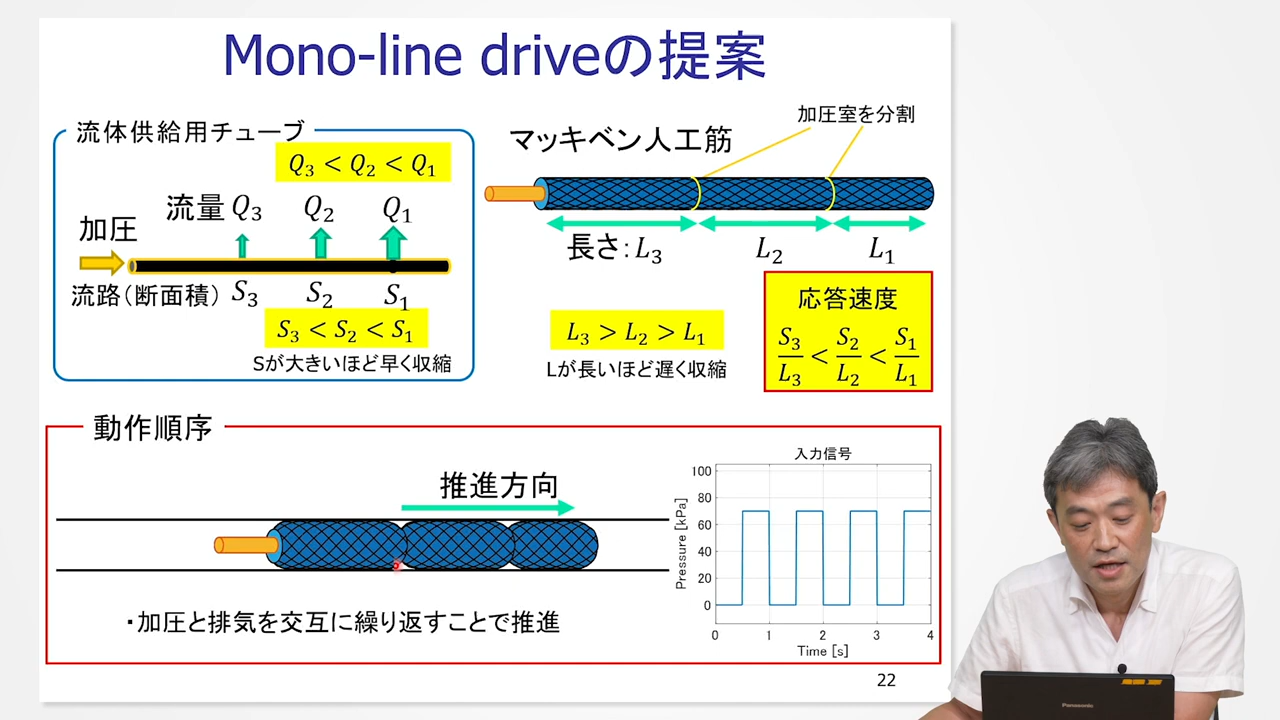 Mono-line driveの提案
流体供給用チューブ
Q₃ < Q₂ < Q₁
流量 Q₃ Q₂ Q₁
加圧
流路(断面積) S₃ S₂ S₁
S₃ < S₂ < S₁
Sが大きいほど早く収縮
加圧室を分割
マッキベン人工筋
長さ:L₃ L₂ L₁
L₃ > L₂ > L₁
Lが長いほど遅く収縮
応答速度
S₃/L₃ < S₂/L₂ < S₁/L₁
動作順序
推進方向
・加圧と排気を交互に繰り返すことで推進
入力信号
Pressure [kPa]
100
80
60
40
20
0
0 1 2 3 4
Time [s]
22
Panasonic